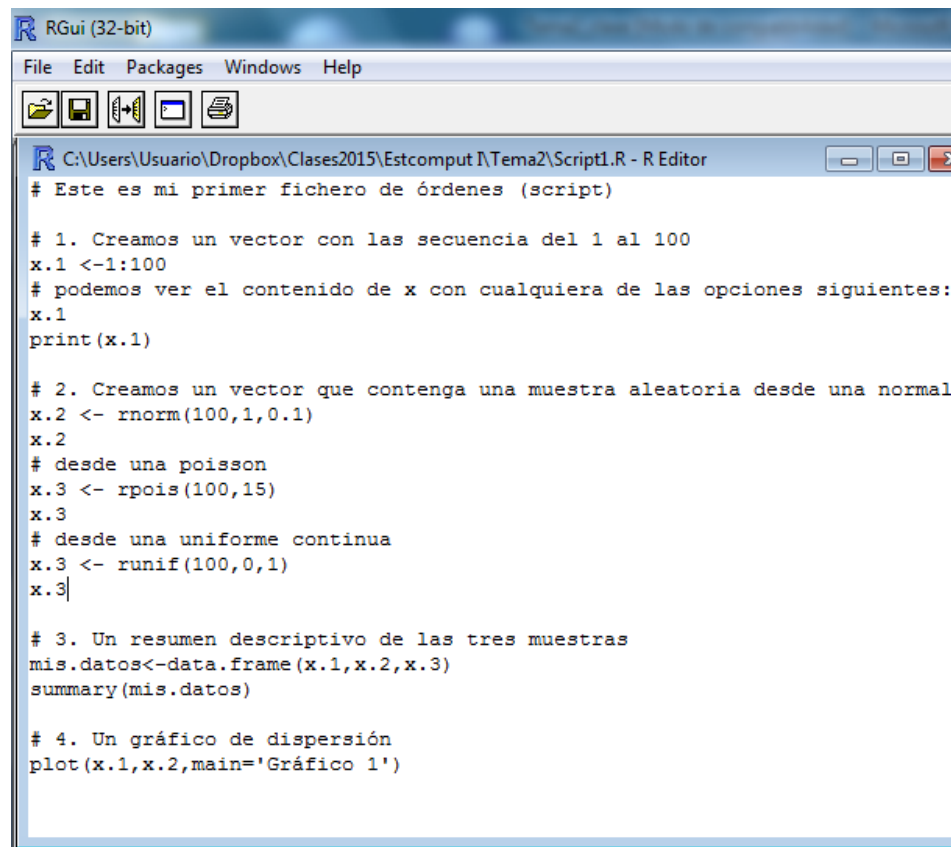 RGui (32-bit)
File Edit Packages Windows Help
C:\Users\Usuario\Dropbox\Clases2015\Estcomput I\Tema2\Script1.R - R Editor
# Este es mi primer fichero de órdenes (script)
# 1. Creamos un vector con las secuencia del 1 al 100
x.1 <-1:100
# podemos ver el contenido de x con cualquiera de las opciones siguientes:
x.1
print(x.1)
# 2. Creamos un vector que contenga una muestra aleatoria desde una normal
x.2 <- rnorm(100,1,0.1)
x.2
# desde una poisson
x.3 <- rpois(100,15)
x.3
# desde una uniforme continua
x.3 <- runif(100,0,1)
x.3
# 3. Un resumen descriptivo de las tres muestras
mis.datos<-data.frame(x.1,x.2,x.3)
summary(mis.datos)
# 4. Un gráfico de dispersión
plot(x.1,x.2,main='Gráfico 1')